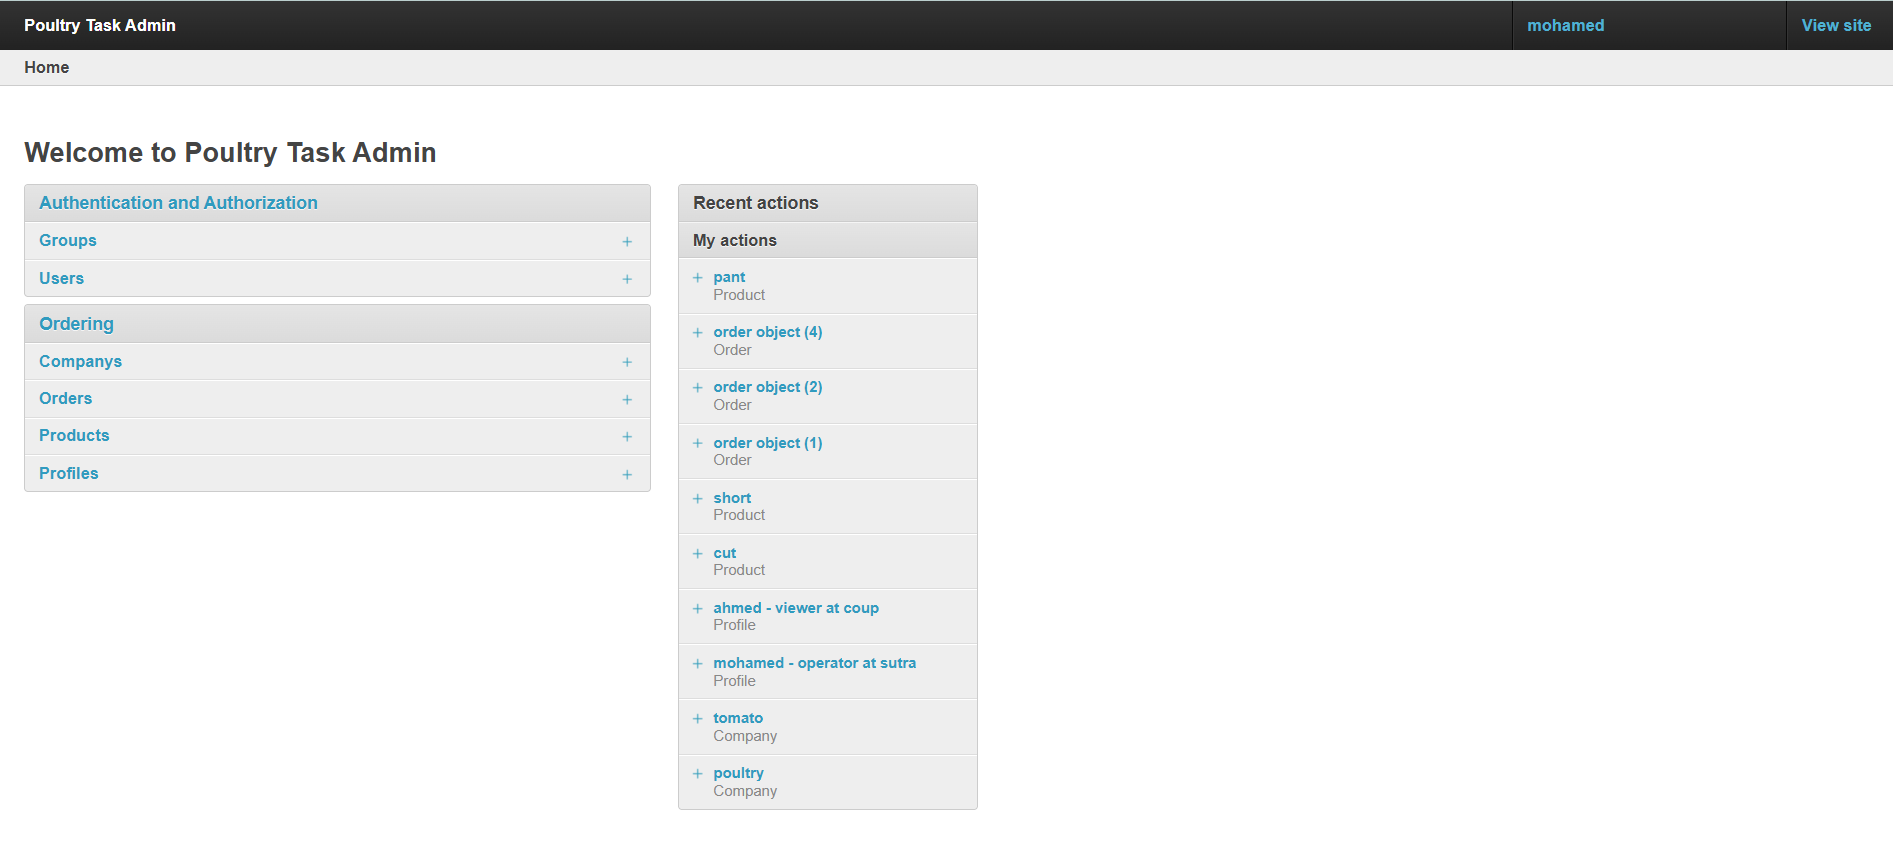 Poultry Task Admin
mohamed
View site
Home
Welcome to Poultry Task Admin
Authentication and Authorization
Groups
Users
Ordering
Companys
Orders
Products
Profiles
Recent actions
My actions
pant
Product
order object (4)
Order
order object (2)
Order
order object (1)
Order
short
Product
cut
Product
ahmed - viewer at coup
Profile
mohamed - operator at sutra
Profile
tomato
Company
poultry
Company